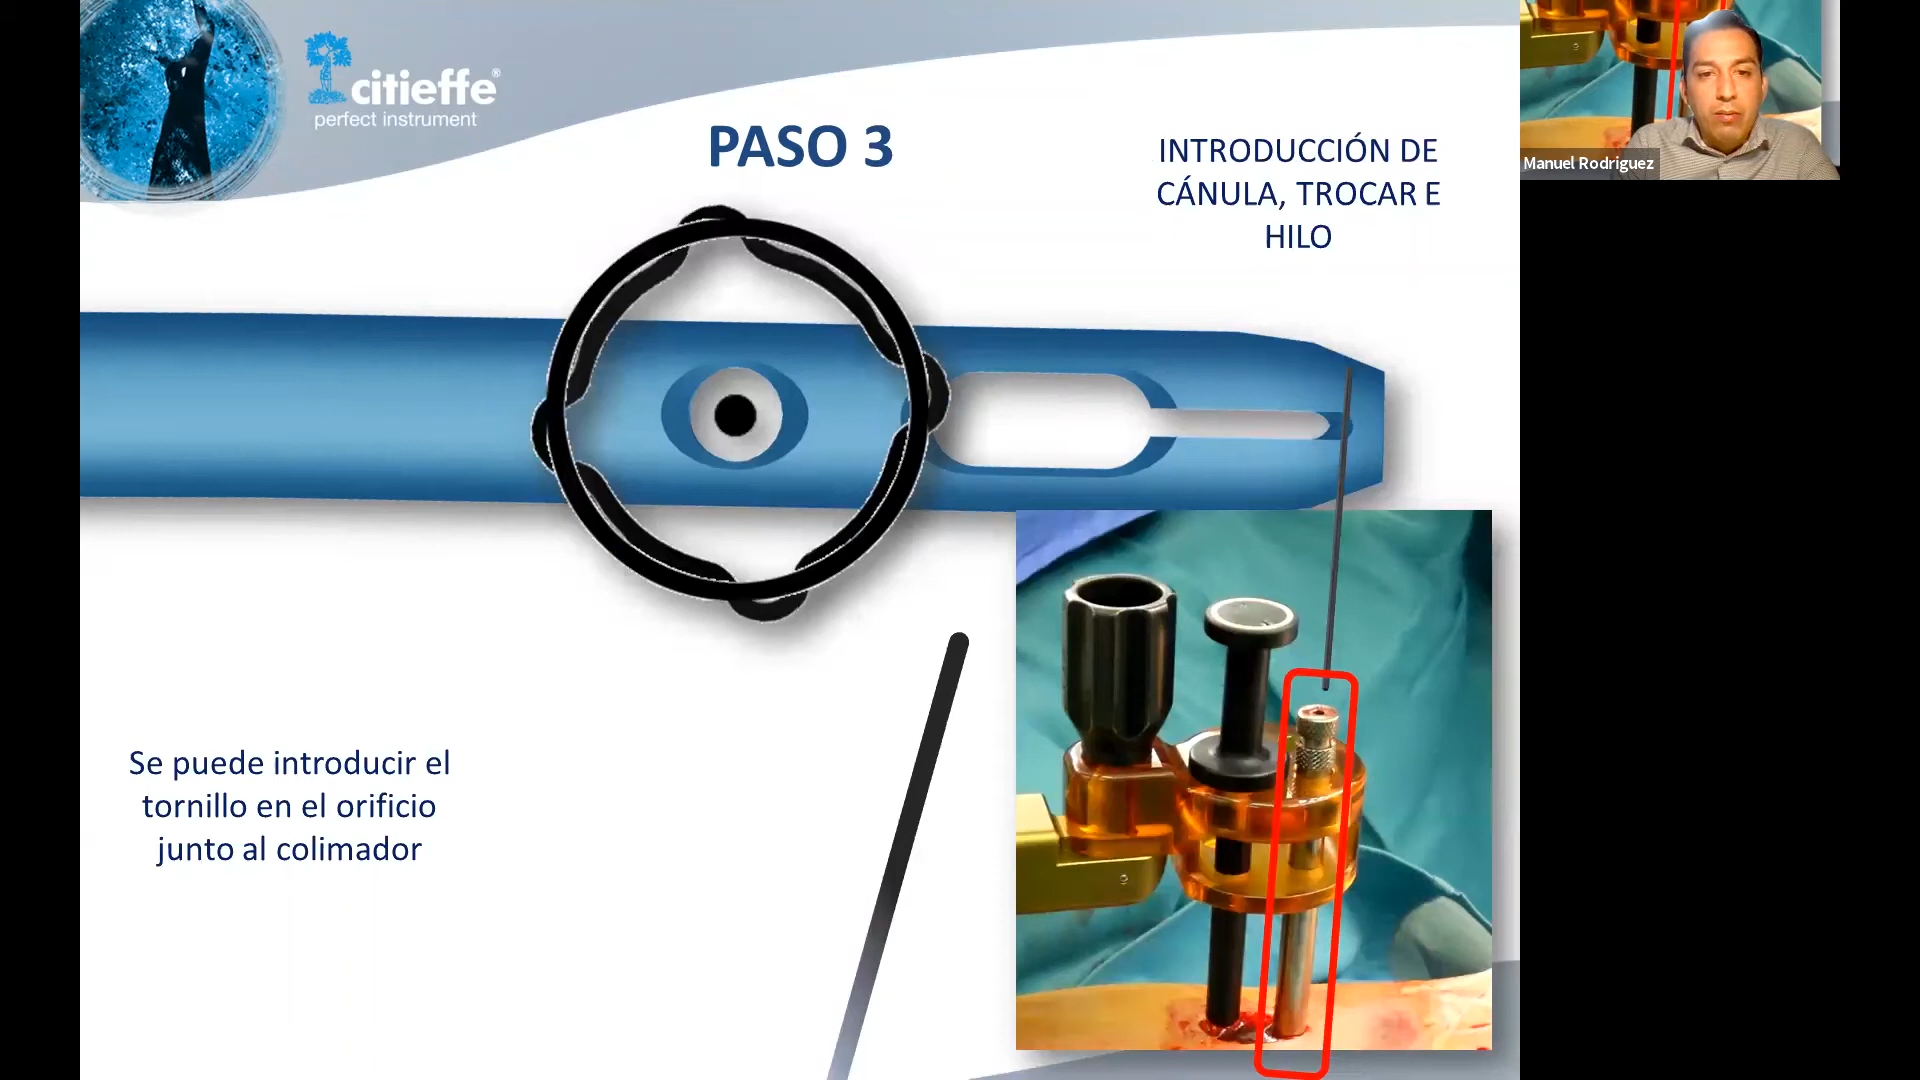 citieffe®
perfect instrument
PASO 3
INTRODUCCIÓN DE
CÁNULA, TROCAR E
HILO
Manuel Rodriguez
Se puede introducir el
tornillo en el orificio
junto al colimador